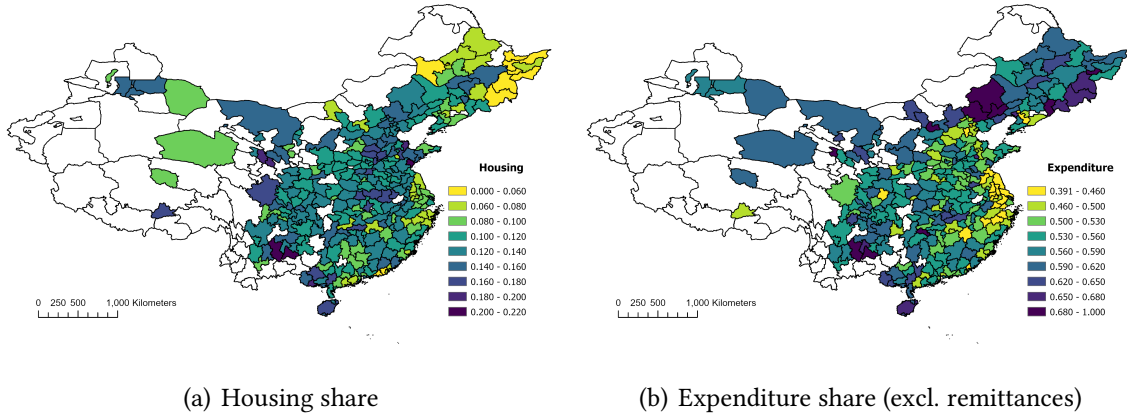 Housing
0.000 - 0.060
0.060 - 0.080
0.080 - 0.100
0.100 - 0.120
0.120 - 0.140
0.140 - 0.160
0.160 - 0.180
0.180 - 0.200
0.200 - 0.220
0 250 500 1,000 Kilometers
Expenditure
0.391 - 0.460
0.460 - 0.500
0.500 - 0.530
0.530 - 0.560
0.560 - 0.590
0.590 - 0.620
0.620 - 0.650
0.650 - 0.680
0.680 - 1.000
0 250 500 1,000 Kilometers
(a) Housing share
(b) Expenditure share (excl. remittances)